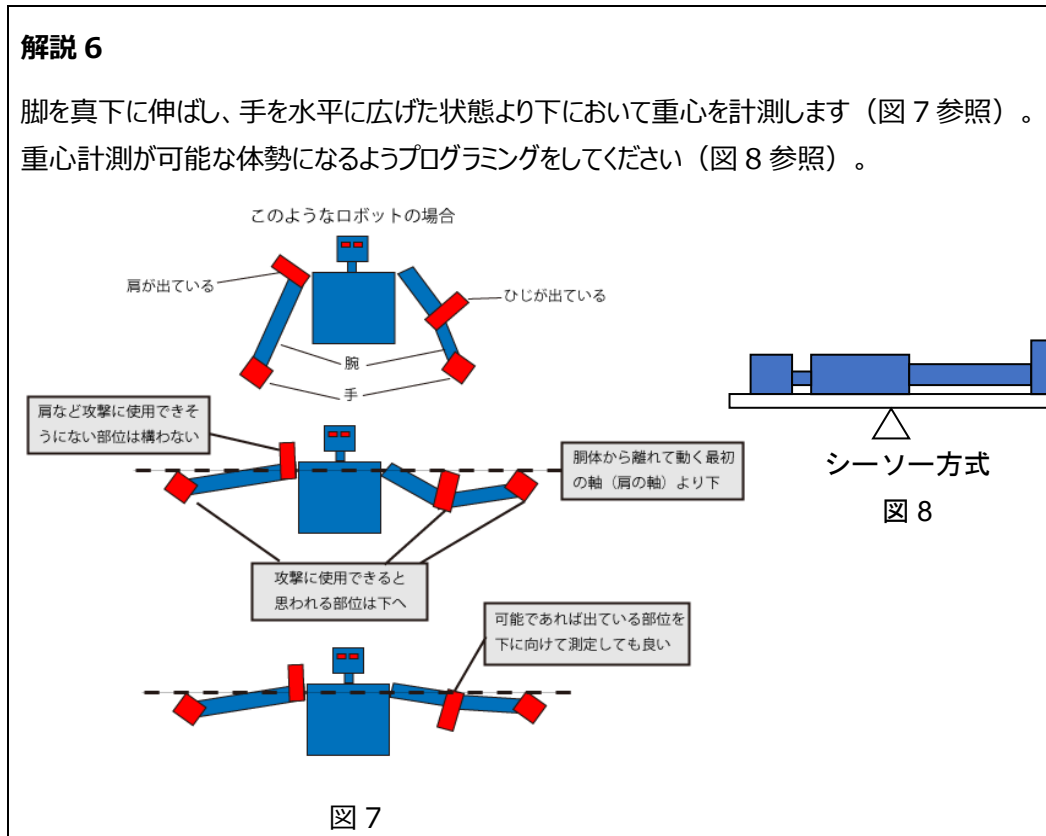 解説 6
脚を真下に伸ばし、手を水平に広げた状態より下において重心を計測します（図 7 参照）。
重心計測が可能な体勢になるようプログラミングをしてください（図 8 参照）。
このようなロボットの場合
肩が出ている
ひじが出ている
腕
手
肩など攻撃に使用できそ
うにない部位は構わない
胴体から離れて動く最初
の軸（肩の軸）より下
シーソー方式
図 8
攻撃に使用できると
思われる部位は下へ
可能であれば出ている部位を
下に向けて測定しても良い
図 7